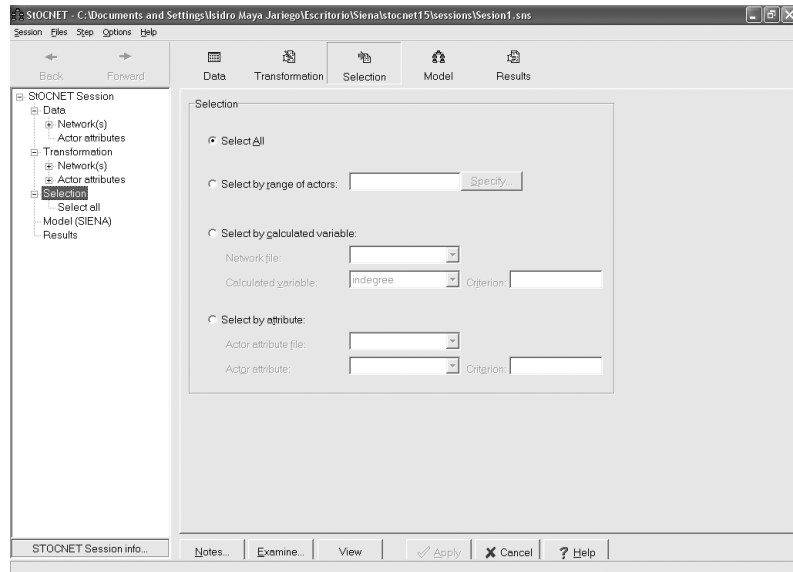 StOCNET - C:\Documents and Settings\Isidro Maya Jariego\Escritorio\Siena\stocnet15\sessions\Sesion1.sns
Session Files Step Options Help
Back Forward Data Transformation Selection Model Results
StOCNET Session
Data
Network(s)
Actor attributes
Transformation
Network(s)
Actor attributes
Selection
Select all
Model (SIENA)
Results
Selection
Select All
Select by range of actors: Specify...
Select by calculated variable:
Network file:
Calculated variable: indegree Criterion:
Select by attribute:
Actor attribute file:
Actor attribute: Criterion:
STOCNET Session info...
Notes... Examine... View Apply Cancel ? Help